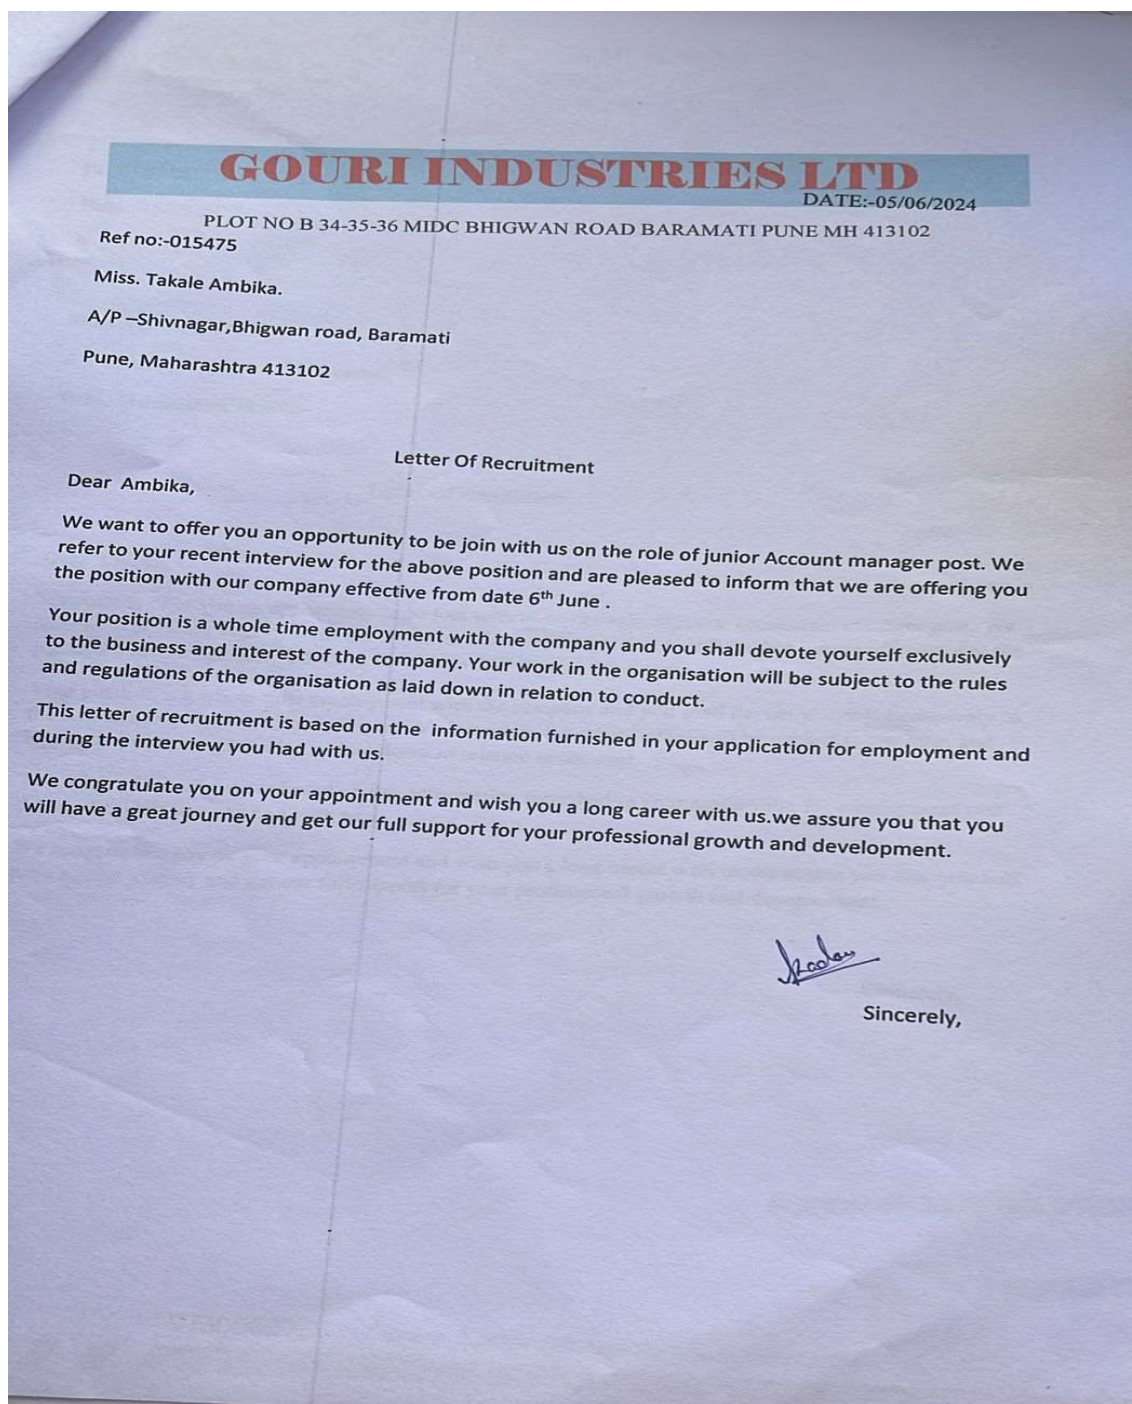 GOURI INDUSTRIES LTD
DATE:-05/06/2024
PLOT NO B 34-35-36 MIDC BHIGWAN ROAD BARAMATI PUNE MH 413102
Ref no:-015475
Miss. Takale Ambika.
A/P –Shivnagar,Bhigwan road, Baramati
Pune, Maharashtra 413102
Letter Of Recruitment
Dear Ambika,
We want to offer you an opportunity to be join with us on the role of junior Account manager post. We
refer to your recent interview for the above position and are pleased to inform that we are offering you
the position with our company effective from date 6th June .
Your position is a whole time employment with the company and you shall devote yourself exclusively
to the business and interest of the company. Your work in the organisation will be subject to the rules
and regulations of the organisation as laid down in relation to conduct.
This letter of recruitment is based on the information furnished in your application for employment and
during the interview you had with us.
We congratulate you on your appointment and wish you a long career with us.we assure you that you
will have a great journey and get our full support for your professional growth and development.
Sincerely,